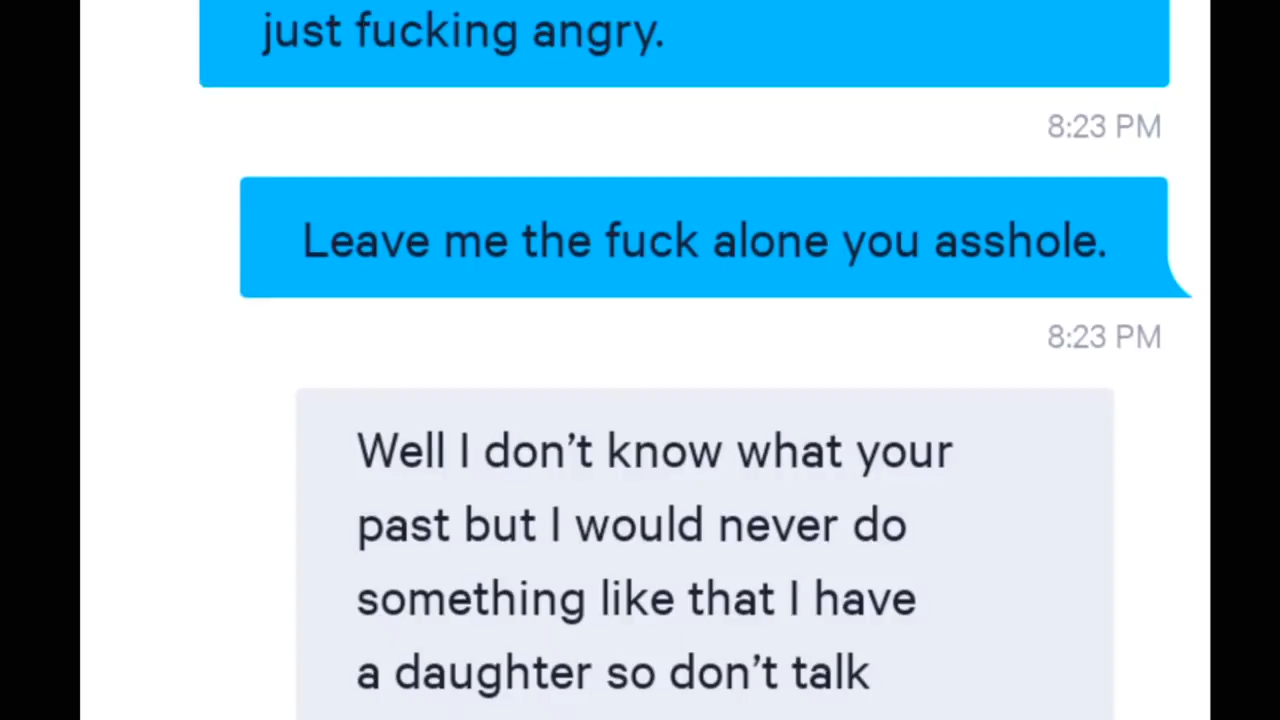 just fucking angry.
8:23 PM
Leave me the fuck alone you asshole.
8:23 PM
Well I don’t know what your
past but I would never do
something like that I have
a daughter so don’t talk